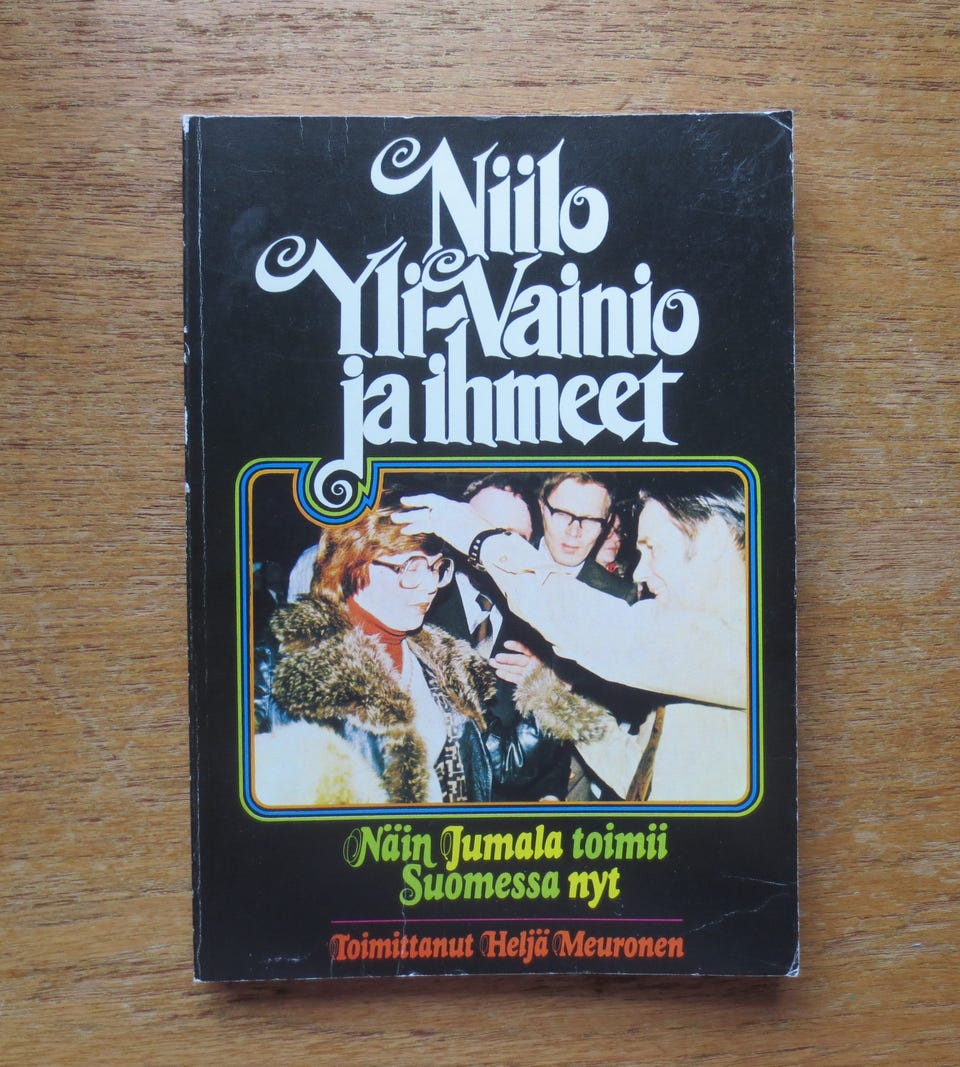 Niilo
Yli-Vainio
ja ihmeet
Näin Jumala toimii
Suomessa nyt
Toimittanut Heljä Meuronen